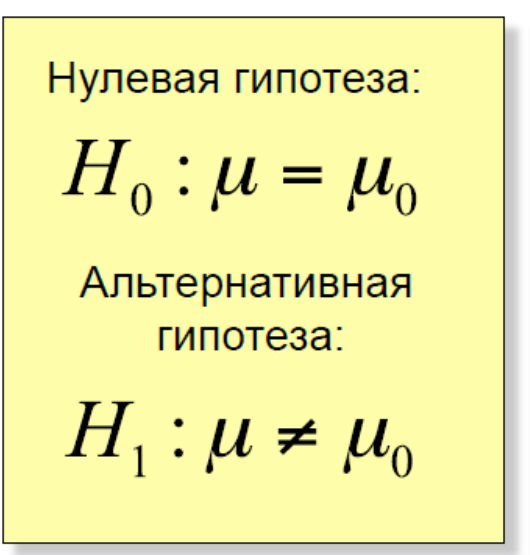 Нулевая гипотеза:
H₀ : μ = μ₀
Альтернативная
гипотеза:
H₁ : μ ≠ μ₀